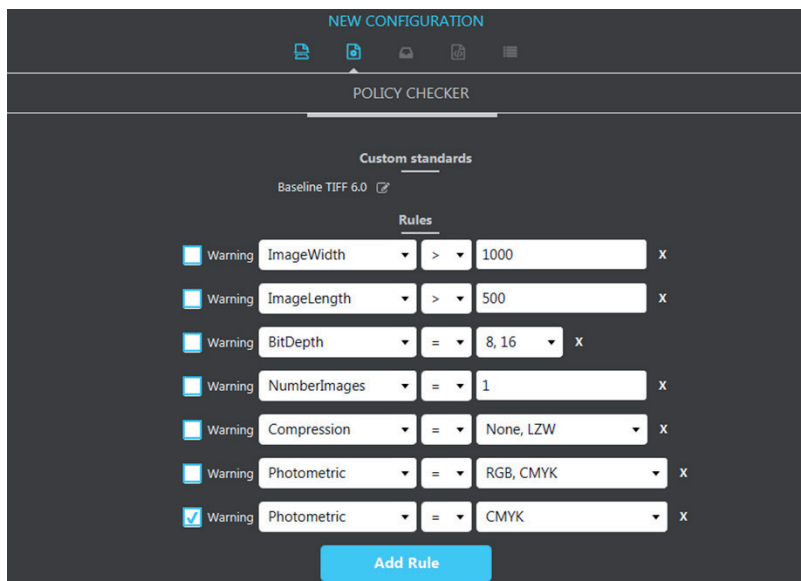 NEW CONFIGURATION
POLICY CHECKER
Custom standards
Baseline TIFF 6.0
Rules
Warning ImageWidth > 1000 X
Warning ImageLength > 500 X
Warning BitDepth = 8, 16 X
Warning NumberImages = 1 X
Warning Compression = None, LZW X
Warning Photometric = RGB, CMYK X
Warning Photometric = CMYK X
Add Rule